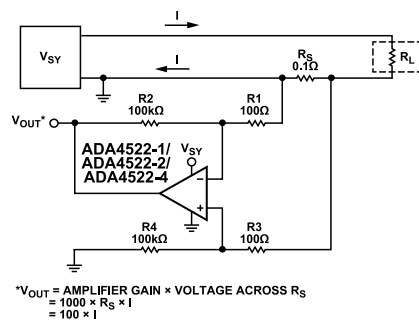 I
I
VSY
RS
0.1Ω
RL
R2
100kΩ
R1
100Ω
VOUT*
ADA4522-1/
ADA4522-2/
ADA4522-4
VSY
−
+
R4
100kΩ
R3
100Ω
*VOUT = AMPLIFIER GAIN × VOLTAGE ACROSS RS
= 1000 × RS × I
= 100 × I